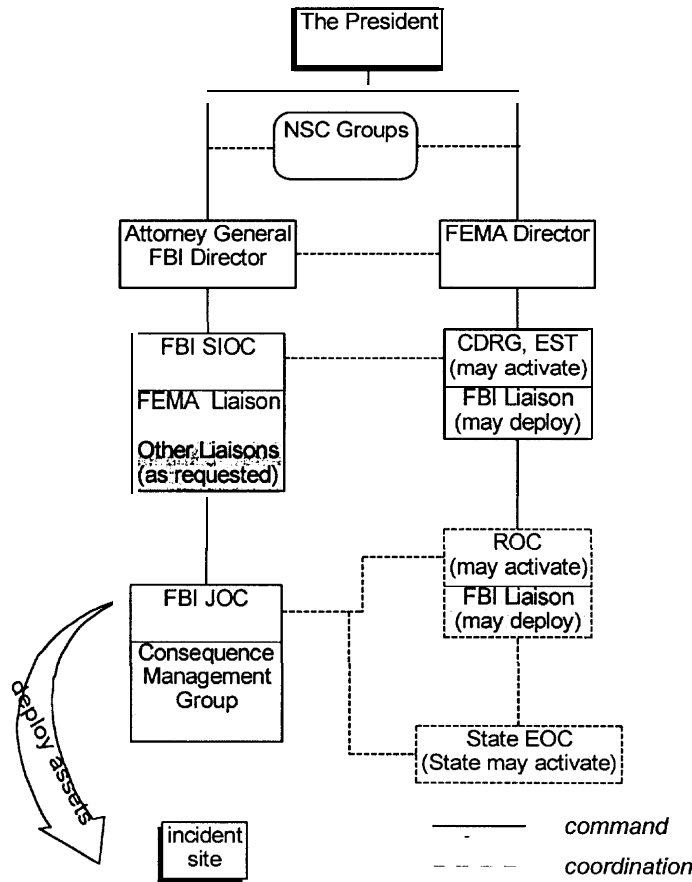 The President
NSC Groups
Attorney General
FBI Director
FEMA Director
FBI SIOC
FEMA Liaison
Other Liaisons
(as requested)
CDRG, EST
(may activate)
FBI Liaison
(may deploy)
ROC
(may activate)
FBI Liaison
(may deploy)
FBI JOC
Consequence
Management
Group
State EOC
(State may activate)
deploy assets
incident
site
command
coordination